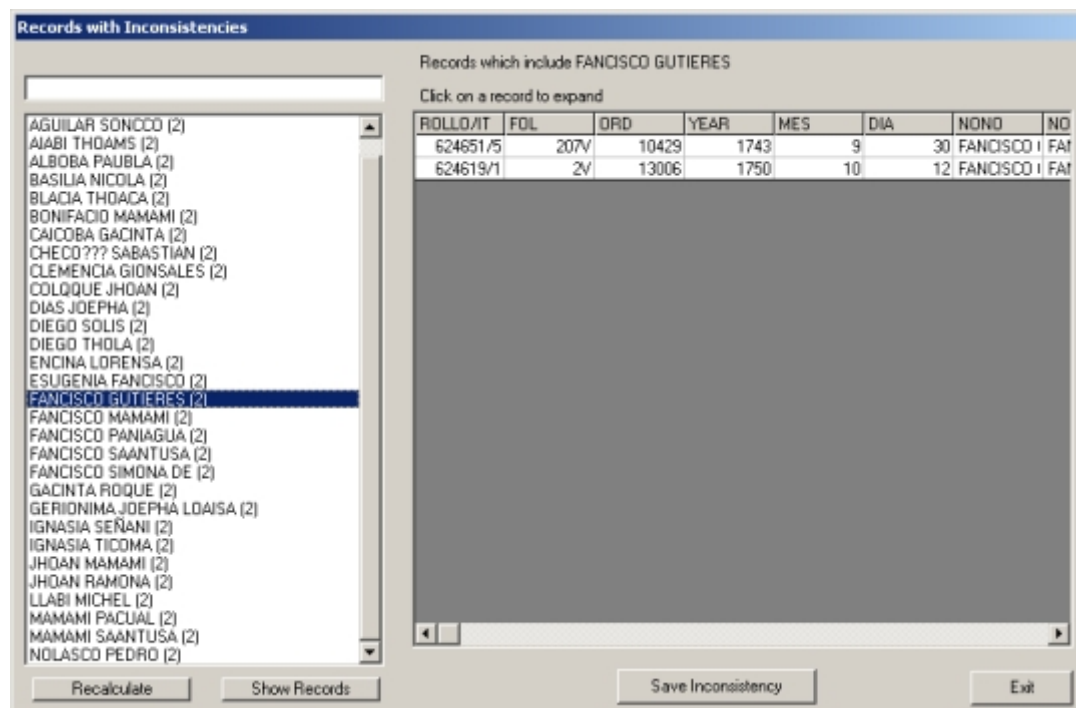 Records with Inconsistencies
Records which include FANCISCO GUTIERES
Click on a record to expand
AGUILAR SONCCO (2)
AIABI THOAMS (2)
ALBOBA PAUBLA (2)
BASILIA NICOLA (2)
BLACIA THOACA (2)
BONIFACIO MAMAMI (2)
CAICOBA GACINTA (2)
CHECO??? SABASTIAN (2)
CLEMENCIA GIONSALES (2)
COLQQUE JHOAN (2)
DIAS JOEPHA (2)
DIEGO SOLIS (2)
DIEGO THOLA (2)
ENCINA LORENSA (2)
ESUGENIA FANCISCO (2)
FANCISCO GUTIERES (2)
FANCISCO MAMAMI (2)
FANCISCO PANIAGUA (2)
FANCISCO SAANTUSA (2)
FANCISCO SIMONA DE (2)
GACINTA ROQUE (2)
GERIONIMA JOEPHA LOAISA (2)
IGNASIA SEÑANI (2)
IGNASIA TICOMA (2)
JHOAN MAMAMI (2)
JHOAN RAMONA (2)
LLABI MICHEL (2)
MAMAMI PACUAL (2)
MAMAMI SAANTUSA (2)
NOLASCO PEDRO (2)
ROLLO/IT FOL ORD YEAR MES DIA NONO NO
624651/5 207V 10429 1743 9 30 FANCISCO FAN
624619/1 2V 13006 1750 10 12 FANCISCO FAN
Recalculate Show Records Save Inconsistency Exit